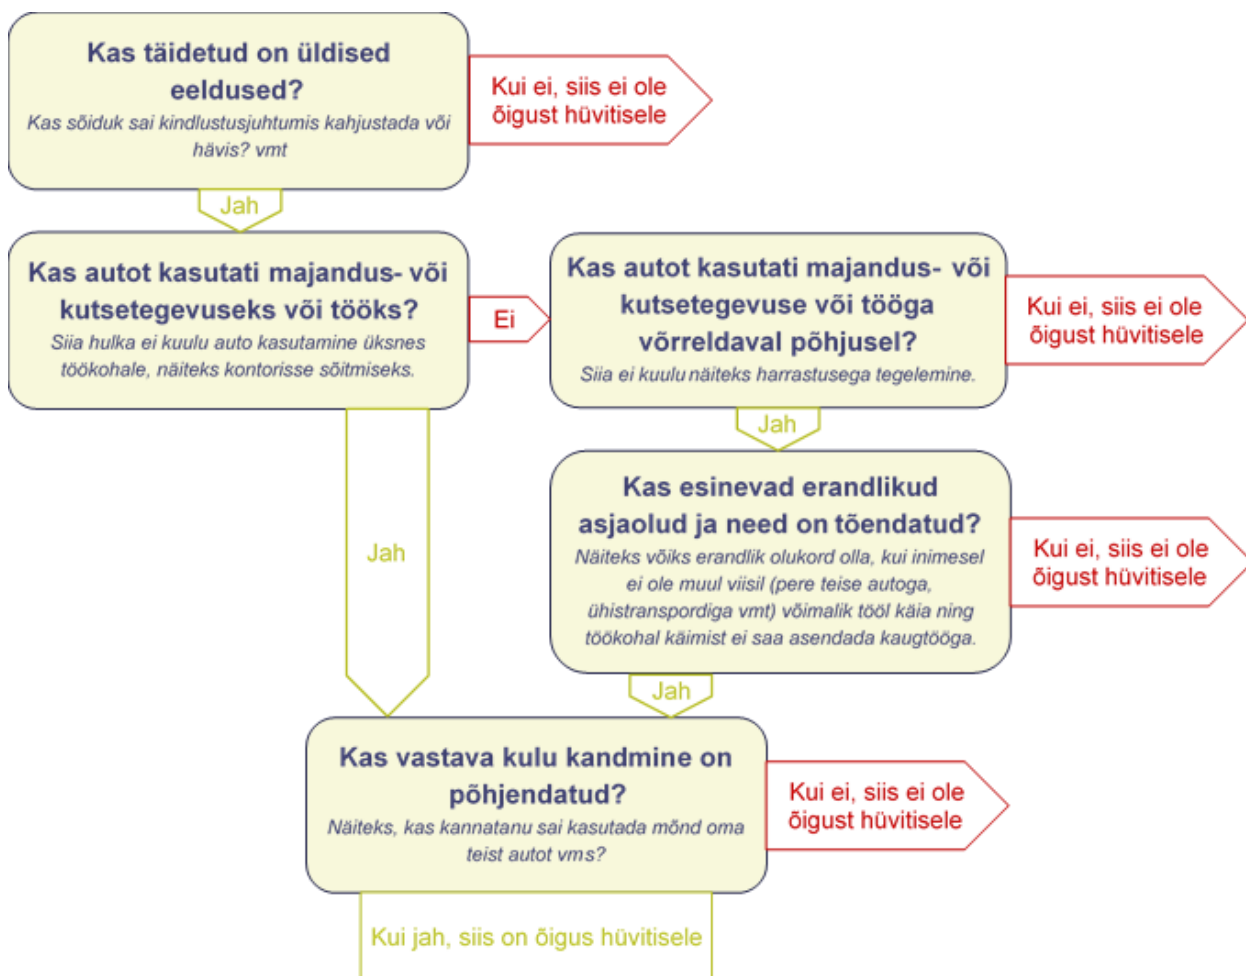 Kas täidetud on üldised
eeldused?
Kas sõiduk sai kindlustusjuhtumis kahjustada või
hävis? vmt
Kui ei, siis ei ole
õigust hüvitisele
Jah
Kas autot kasutati majandus- või
kutsetegevuseks või tööks?
Siia hulka ei kuulu auto kasutamine üksnes
töökohale, näiteks kontorisse sõitmiseks.
Ei
Kas autot kasutati majandus- või
kutsetegevuse või tööga
võrreldaval põhjusel?
Siia ei kuulu näiteks harrastusega tegelemine.
Kui ei, siis ei ole
õigust hüvitisele
Jah
Jah
Kas esinevad erandlikud
asjaolud ja need on tõendatud?
Näiteks võiks erandlik olukord olla, kui inimesel
ei ole muul viisil (pere teise autoga,
ühistranspordiga vmt) võimalik tööl käia ning
töökohal käimist ei saa asendada kaugtööga.
Kui ei, siis ei ole
õigust hüvitisele
Jah
Kas vastava kulu kandmine on
põhjendatud?
Näiteks, kas kannatanu sai kasutada mõnd oma
teist autot vms?
Kui ei, siis ei ole
õigust hüvitisele
Kui jah, siis on õigus hüvitisele